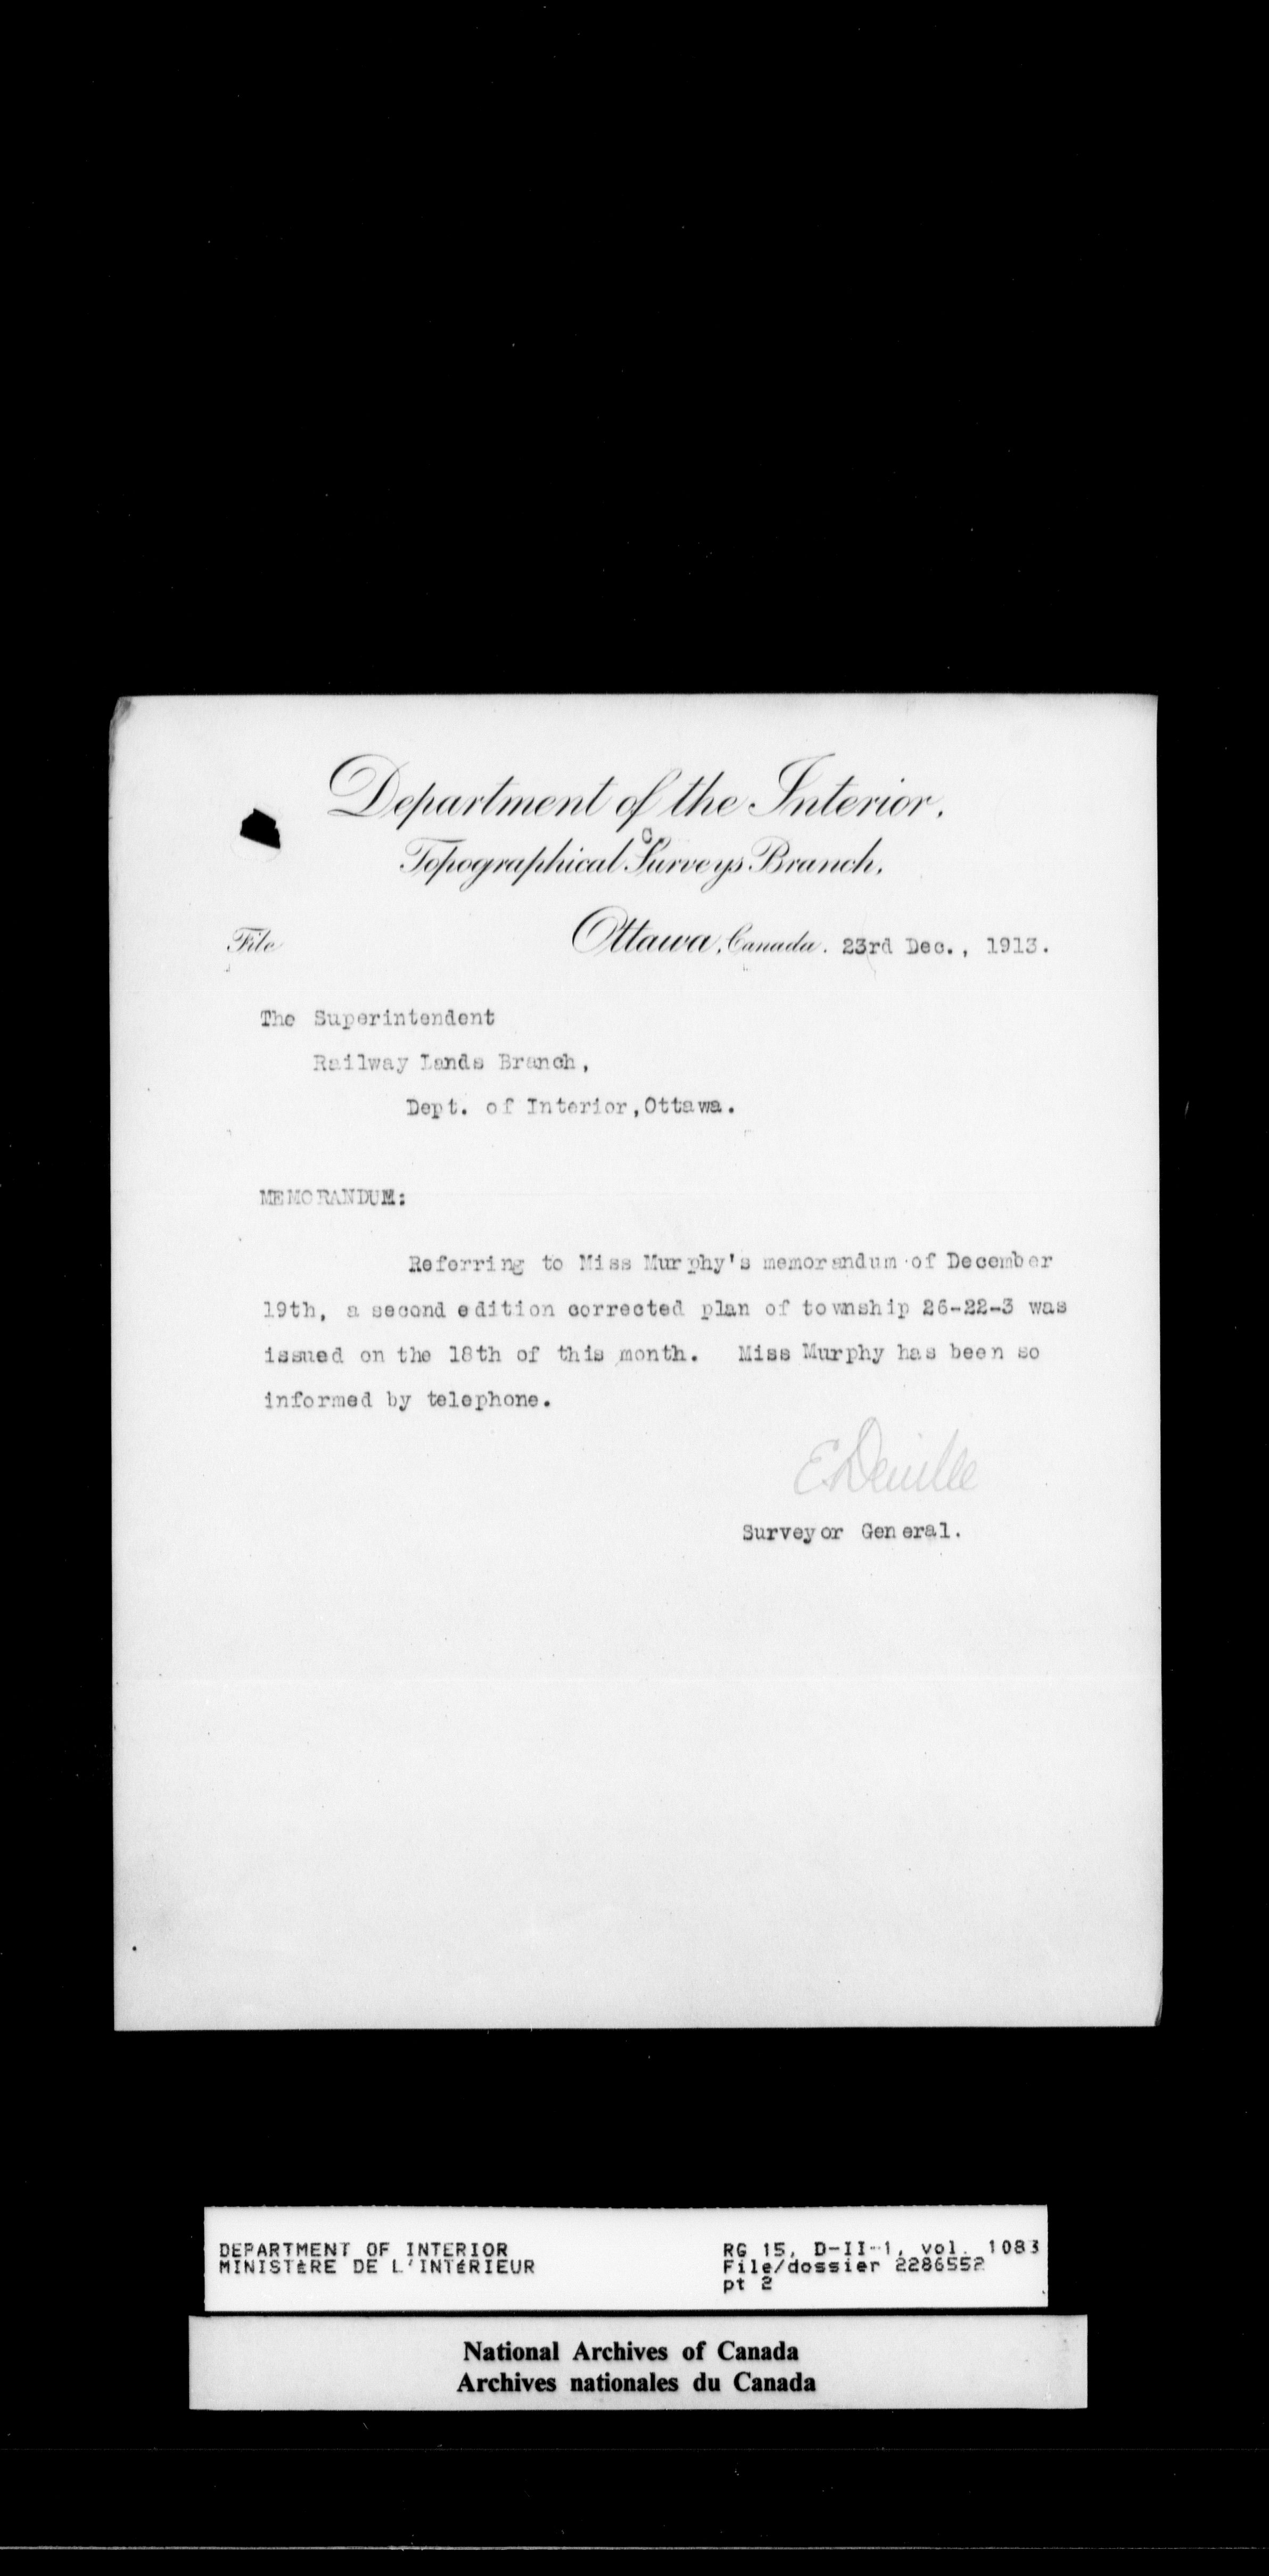 Department of the Interior.
Topographical Surveys Branch,
File
Ottawa, Canada. 23rd Dec., 1913.
The Superintendent
Railway Lands Branch,
Dept. of Interior,Ottawa.
MEMORANDUM:
Referring to Miss Murphy's memorandum of December
19th, a second edition corrected plan of township 26-22-3 was
issued on the 18th of this month. Miss Murphy has been so
informed by telephone.
E. Deville
Surveyor General.
DEPARTMENT OF INTERIOR
MINISTÈRE DE L'INTÉRIEUR
RG 15, D-II-1, vol. 1083
File/dossier 2286552
pt 2
National Archives of Canada
Archives nationales du Canada